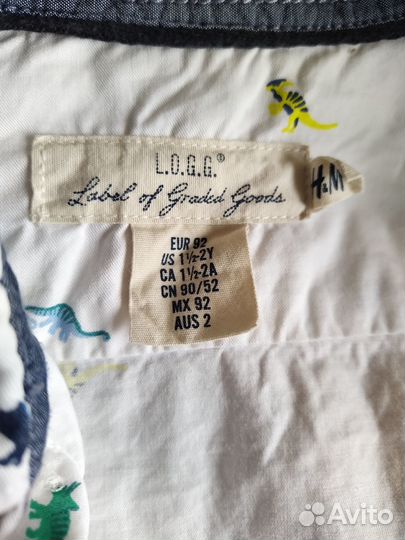 L.O.G.G.®
Label of Graded Goods
H&M
EUR 92
US 1½-2Y
CA 1½-2A
CN 90/52
MX 92
AUS 2
Avito